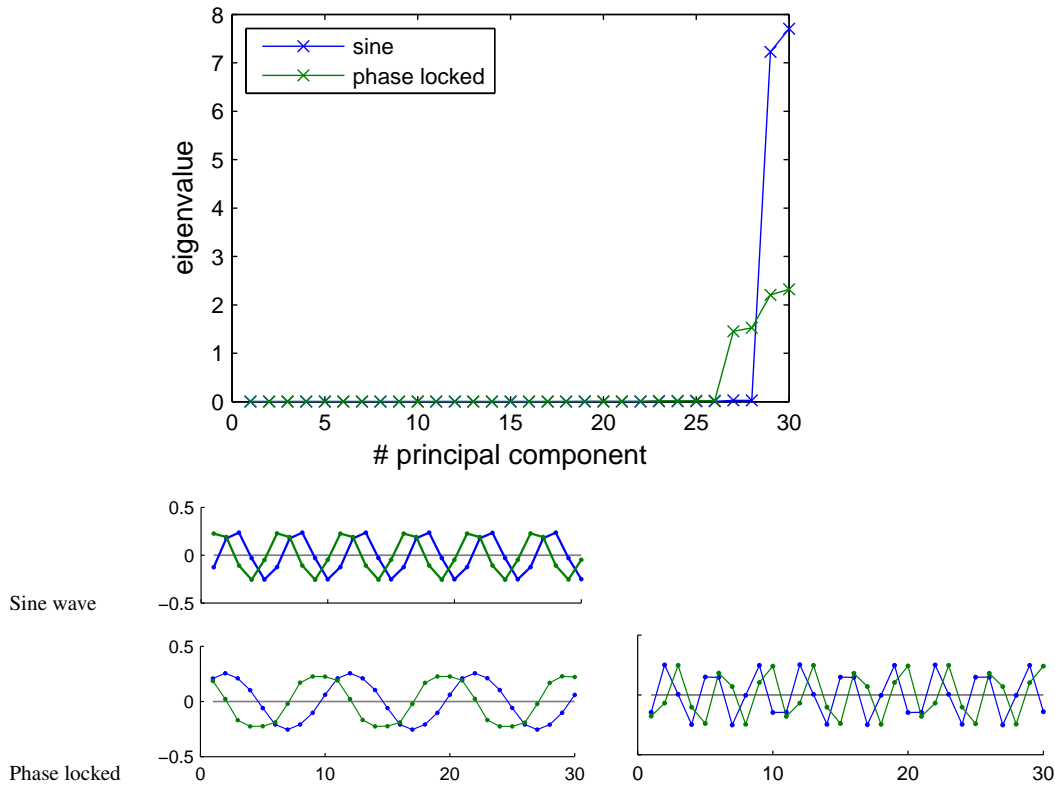 8
7
6
5
4
3
2
1
0
eigenvalue
sine
phase locked
0 5 10 15 20 25 30
# principal component
0.5
0
−0.5
Sine wave
0.5
0
−0.5
0 10 20 30
0 10 20 30
Phase locked